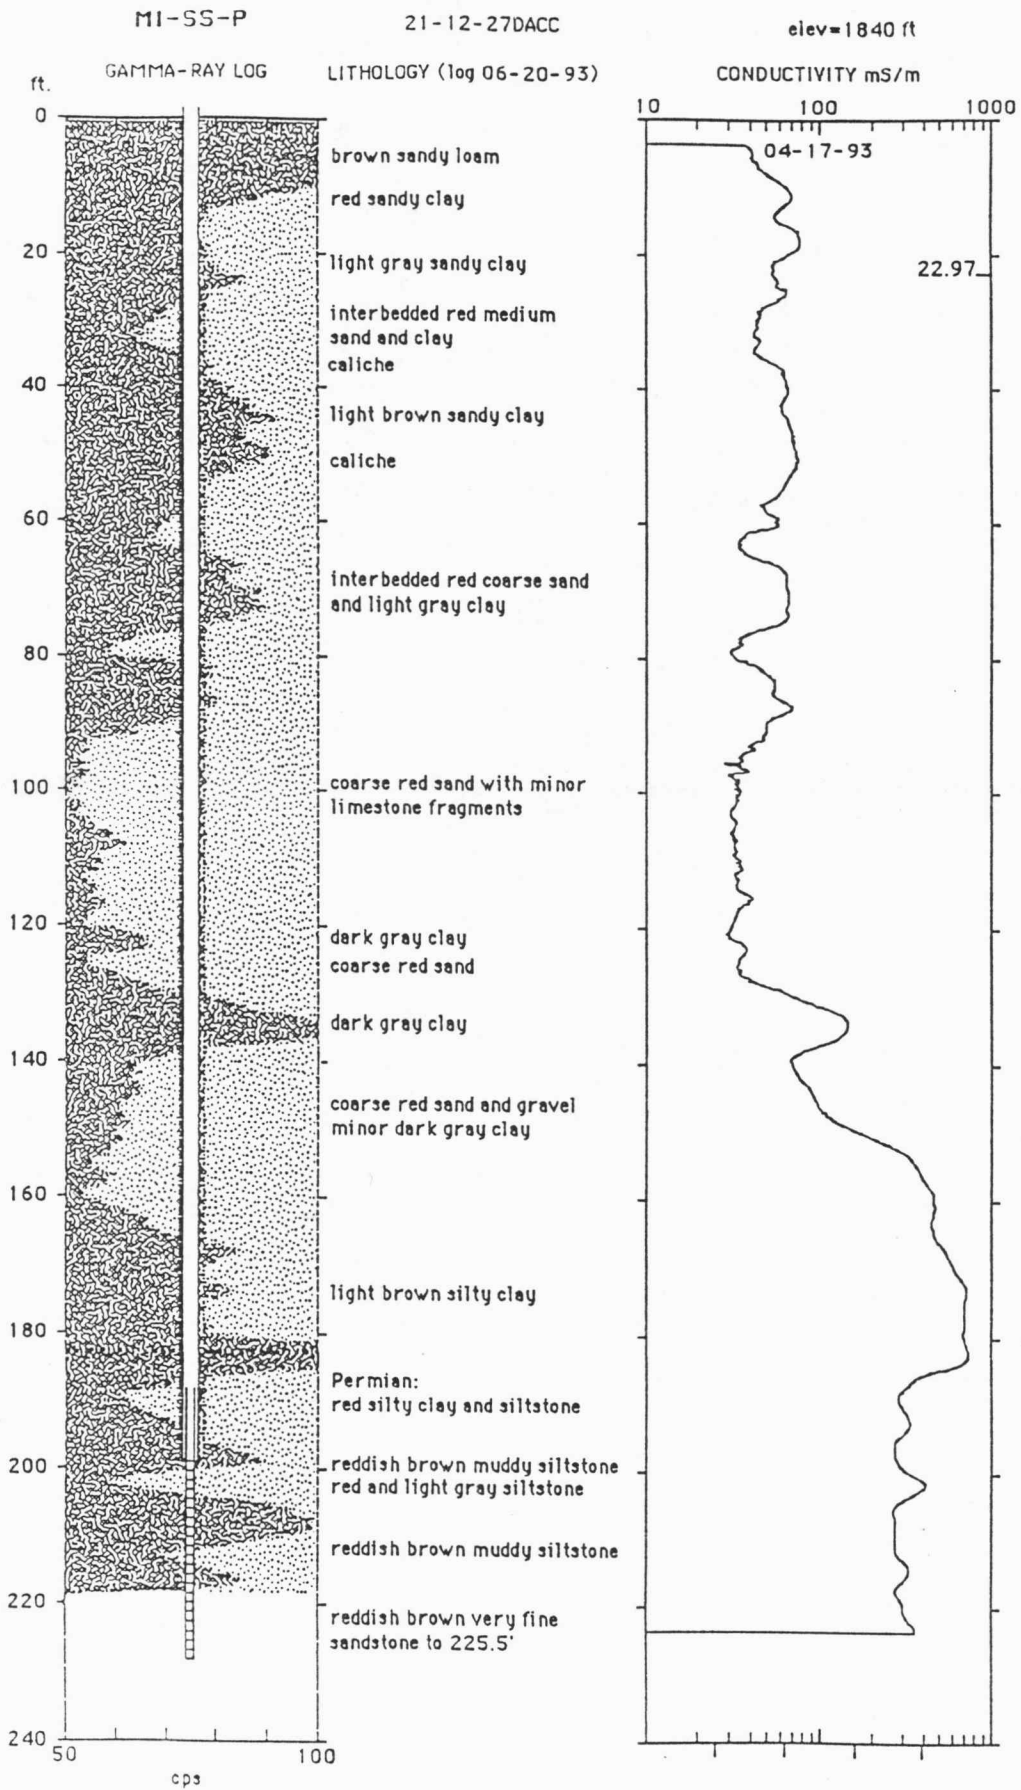 MI-SS-P
21-12-27DACC
elev=1840 ft
GAMMA-RAY LOG
LITHOLOGY (log 06-20-93)
CONDUCTIVITY mS/m
ft.
10 100 1000
0
04-17-93
brown sandy loam
red sandy clay
20
light gray sandy clay
22.97
interbedded red medium
sand and clay
caliche
40
light brown sandy clay
caliche
60
interbedded red coarse sand
and light gray clay
80
100
coarse red sand with minor
limestone fragments
120
dark gray clay
coarse red sand
dark gray clay
140
coarse red sand and gravel
minor dark gray clay
160
light brown silty clay
180
Permian:
red silty clay and siltstone
200
reddish brown muddy siltstone
red and light gray siltstone
reddish brown muddy siltstone
220
reddish brown very fine
sandstone to 225.5'
240
50 100
cps